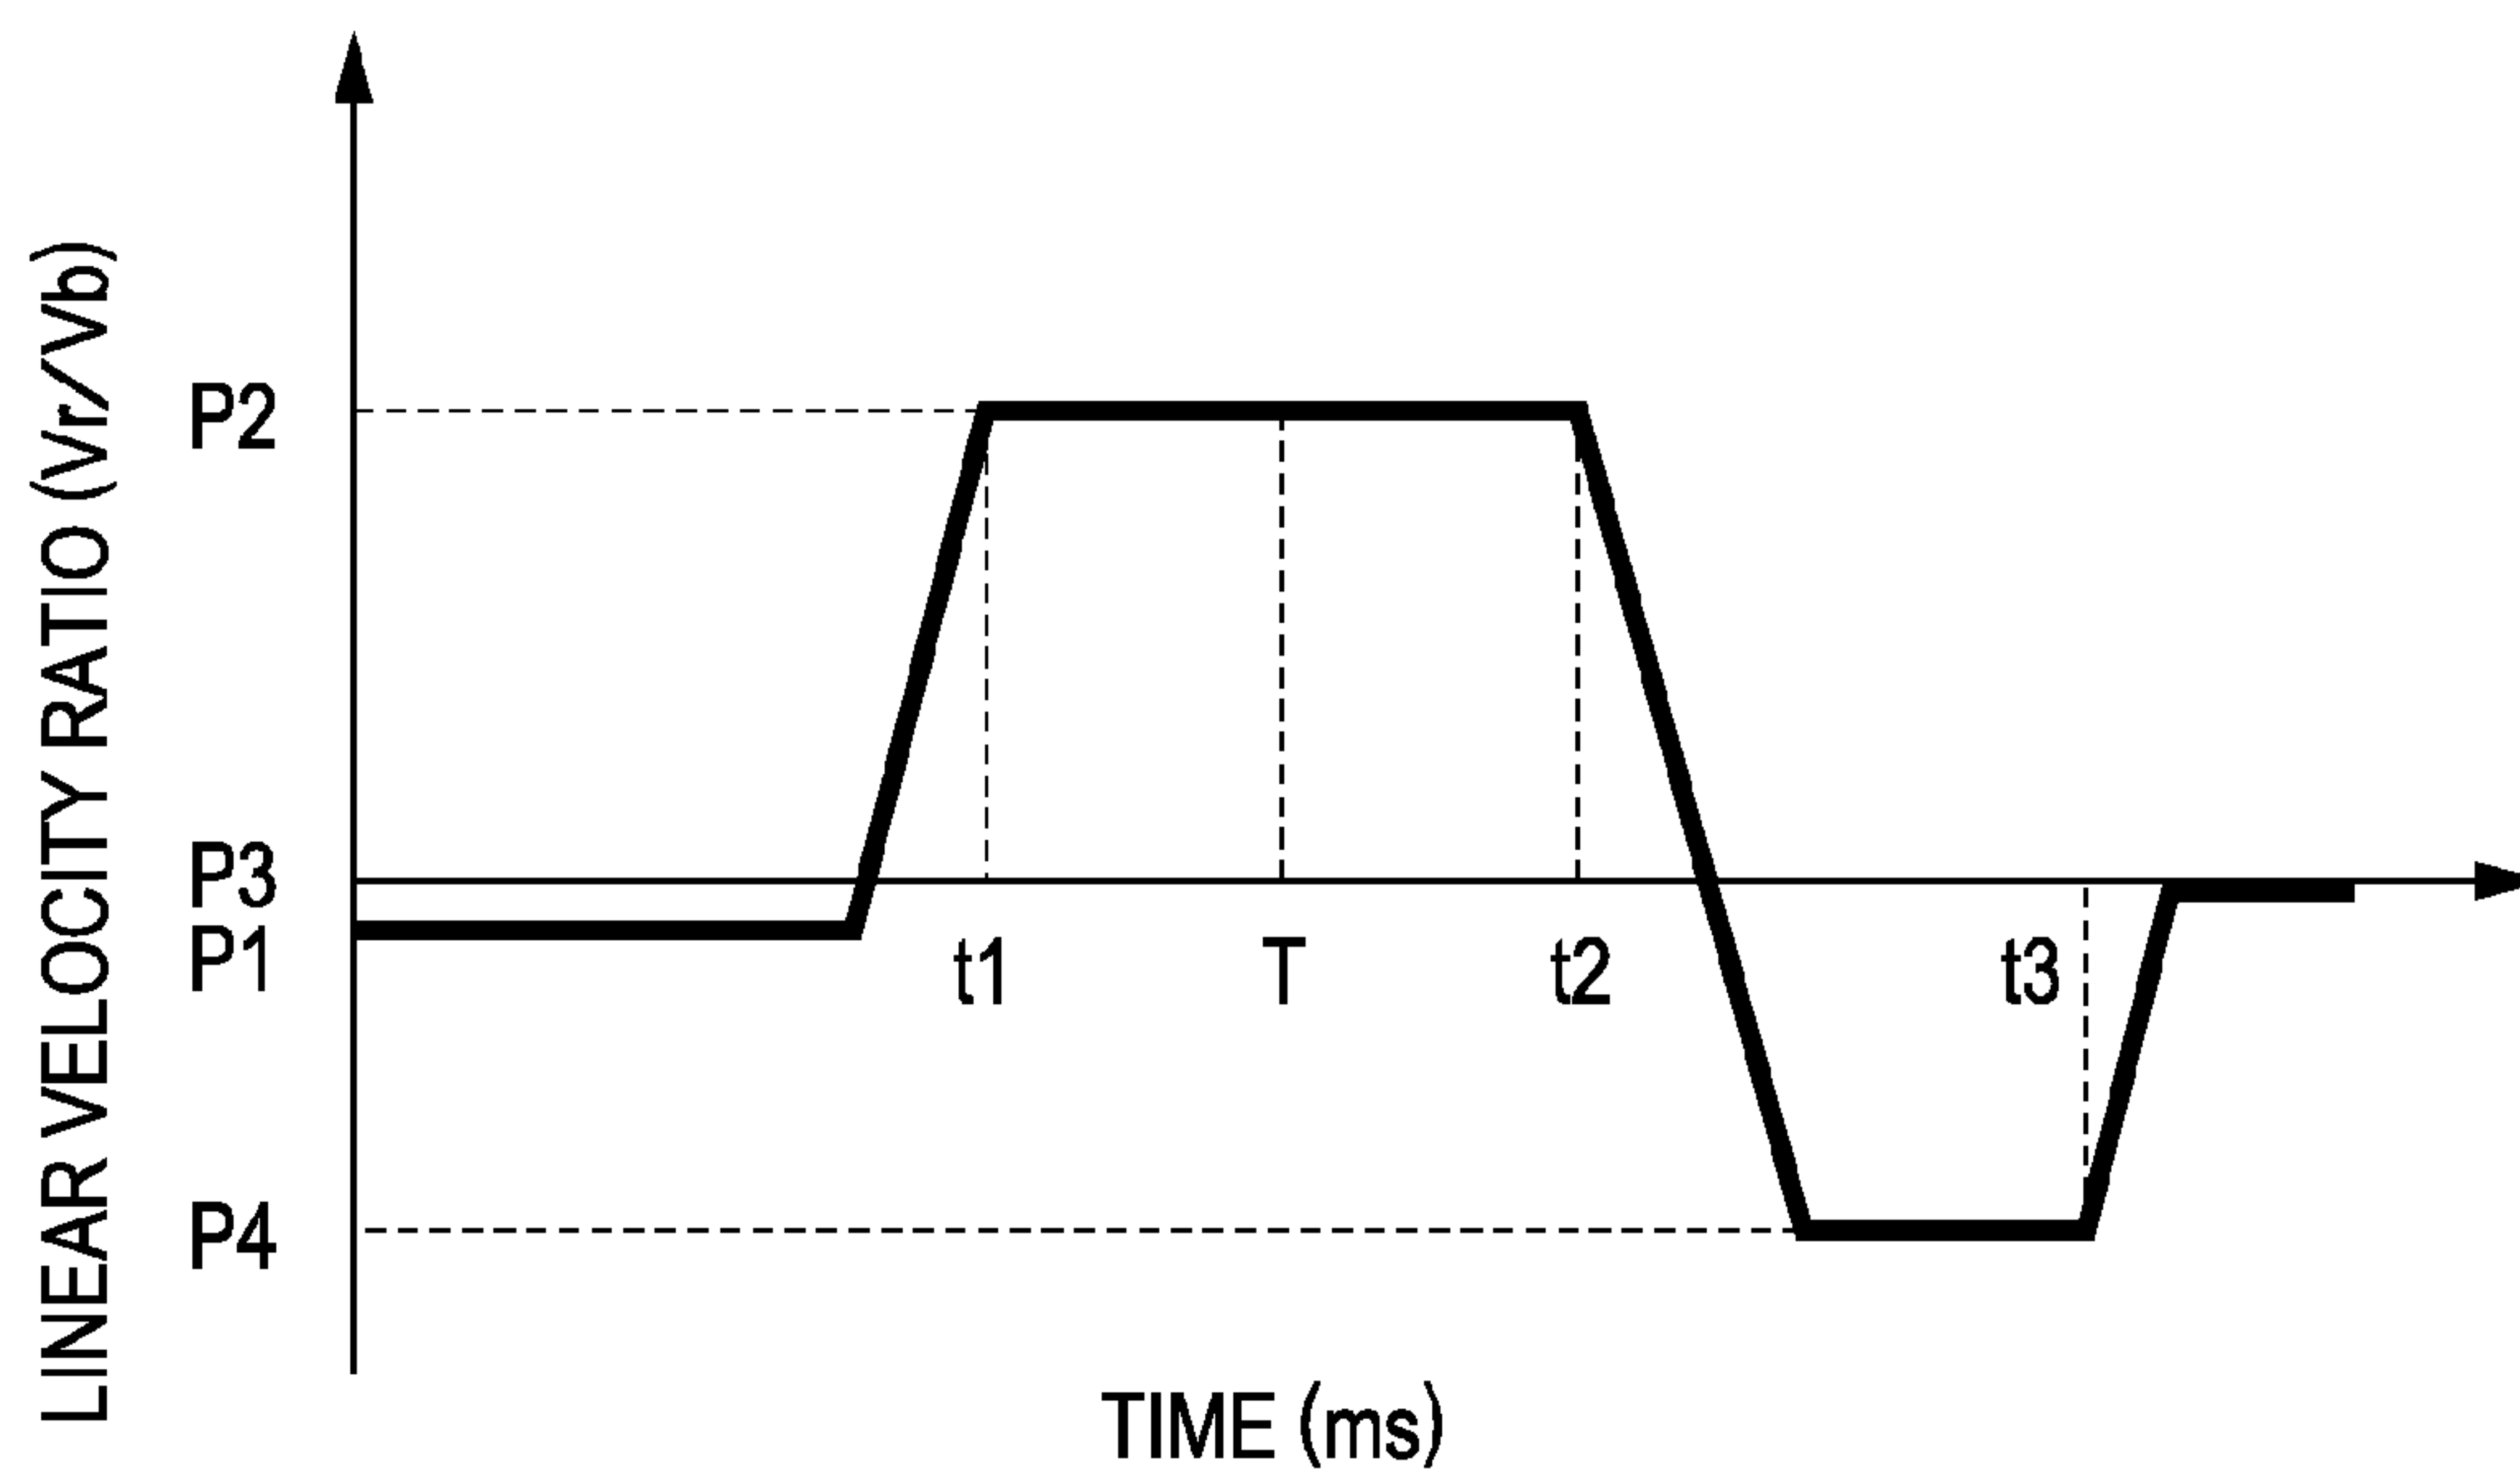 LINEAR VELOCITY RATIO (Vr/Vb)
P2
P3
P1
P4
t1
T
t2
t3
TIME (ms)